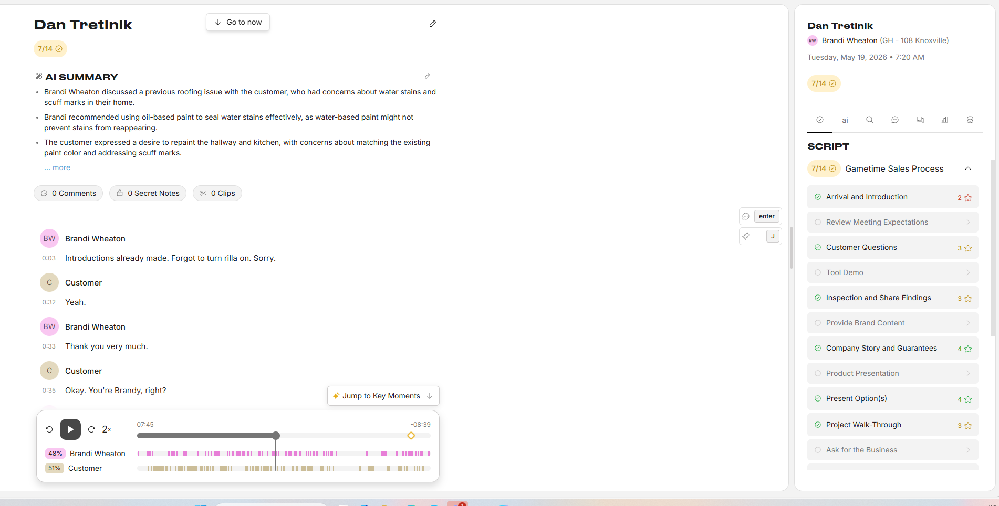 Dan Tretinik
Go to now
7/14
AI SUMMARY
Brandi Wheaton discussed a previous roofing issue with the customer, who had concerns about water stains and
scuff marks in their home.
Brandi recommended using oil-based paint to seal water stains effectively, as water-based paint might not
prevent stains from reappearing.
The customer expressed a desire to repaint the hallway and kitchen, with concerns about matching the existing
paint color and addressing scuff marks.
... more
0 Comments
0 Secret Notes
0 Clips
BW Brandi Wheaton
0:03 Introductions already made. Forgot to turn rilla on. Sorry.
C Customer
0:32 Yeah.
BW Brandi Wheaton
0:33 Thank you very much.
C Customer
0:35 Okay. You're Brandy, right?
Jump to Key Moments
2x
07:45
-08:39
48% Brandi Wheaton
51% Customer
enter
J
Dan Tretinik
BW Brandi Wheaton (GH - 108 Knoxville)
Tuesday, May 19, 2026 • 7:20 AM
7/14
ai
SCRIPT
7/14 Gametime Sales Process
Arrival and Introduction 2
Review Meeting Expectations
Customer Questions 3
Tool Demo
Inspection and Share Findings 3
Provide Brand Content
Company Story and Guarantees 4
Product Presentation
Present Option(s) 4
Project Walk-Through 3
Ask for the Business